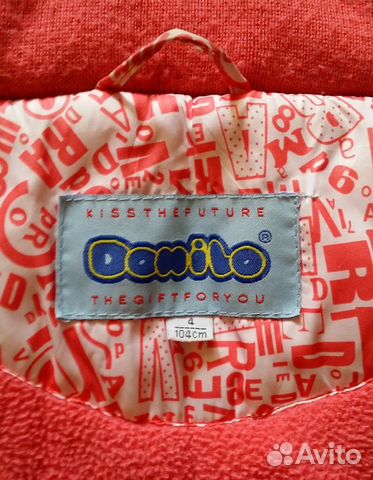 KISSTHEFUTURE
Danilo®
THEGIFTFORYOU
4
104cm
Avito